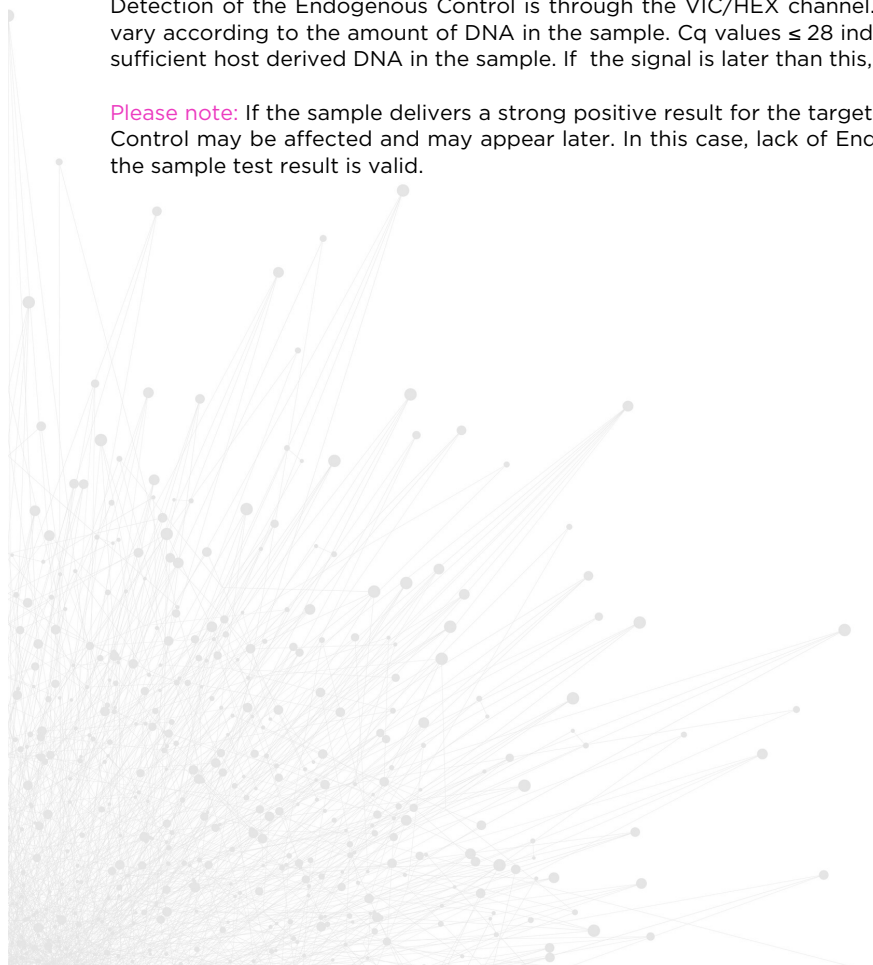 Detection of the Endogenous Control is through the VIC/HEX channel.
vary according to the amount of DNA in the sample. Cq values ≤ 28 ind
sufficient host derived DNA in the sample. If the signal is later than this,
Please note: If the sample delivers a strong positive result for the target
Control may be affected and may appear later. In this case, lack of End
the sample test result is valid.